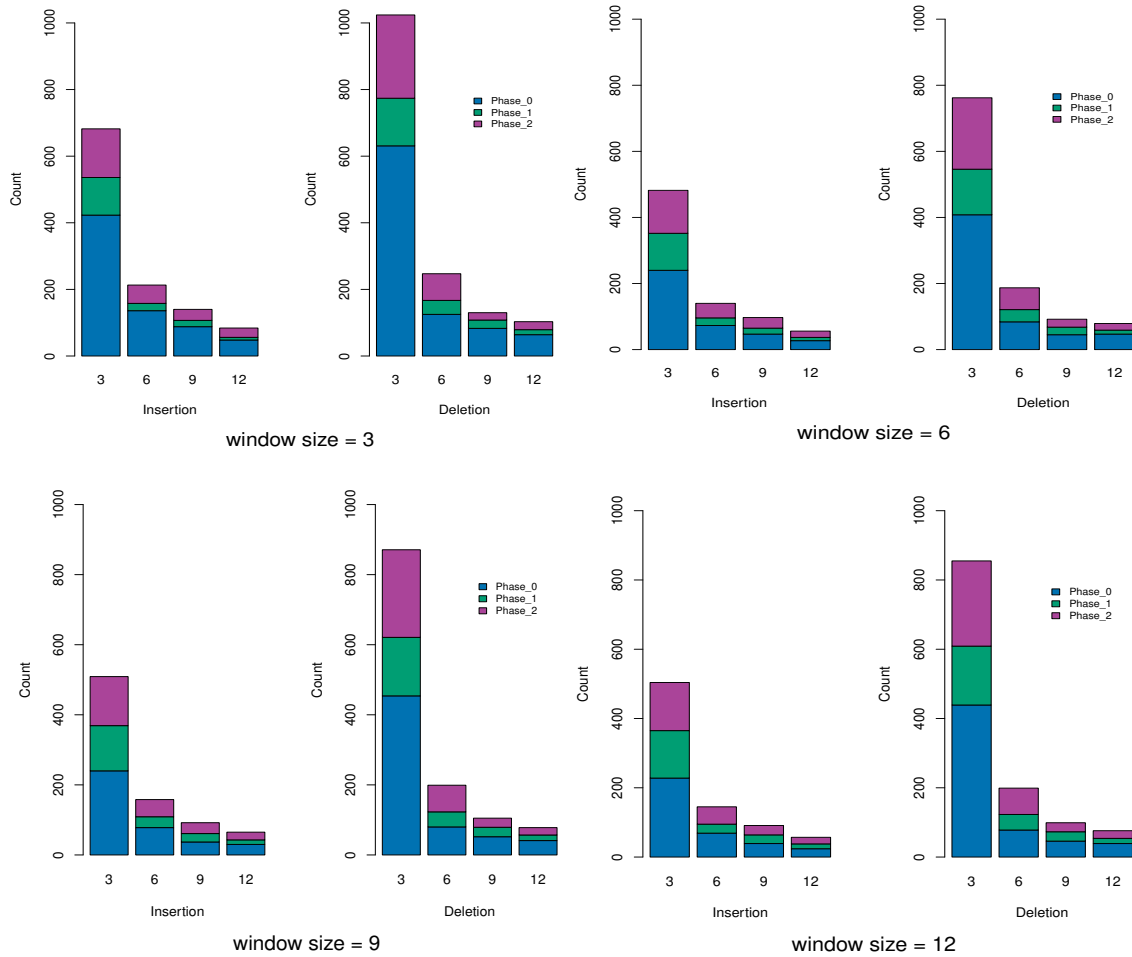 1000
800
600
400
200
0
Count
3 6 9 12
Insertion
1000
800
600
400
200
0
Count
Phase_0
Phase_1
Phase_2
3 6 9 12
Deletion
window size = 3
1000
800
600
400
200
0
Count
3 6 9 12
Insertion
1000
800
600
400
200
0
Count
Phase_0
Phase_1
Phase_2
3 6 9 12
Deletion
window size = 6
1000
800
600
400
200
0
Count
3 6 9 12
Insertion
1000
800
600
400
200
0
Count
Phase_0
Phase_1
Phase_2
3 6 9 12
Deletion
window size = 9
1000
800
600
400
200
0
Count
3 6 9 12
Insertion
1000
800
600
400
200
0
Count
Phase_0
Phase_1
Phase_2
3 6 9 12
Deletion
window size = 12